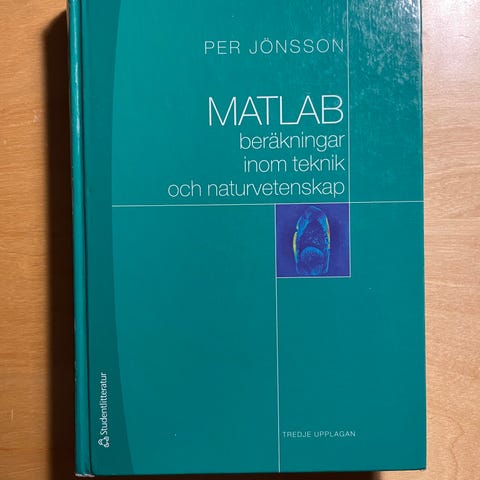 PER JÖNSSON
MATLAB
beräkningar
inom teknik
och naturvetenskap
Studentlitteratur
TREDJE UPPLAGAN